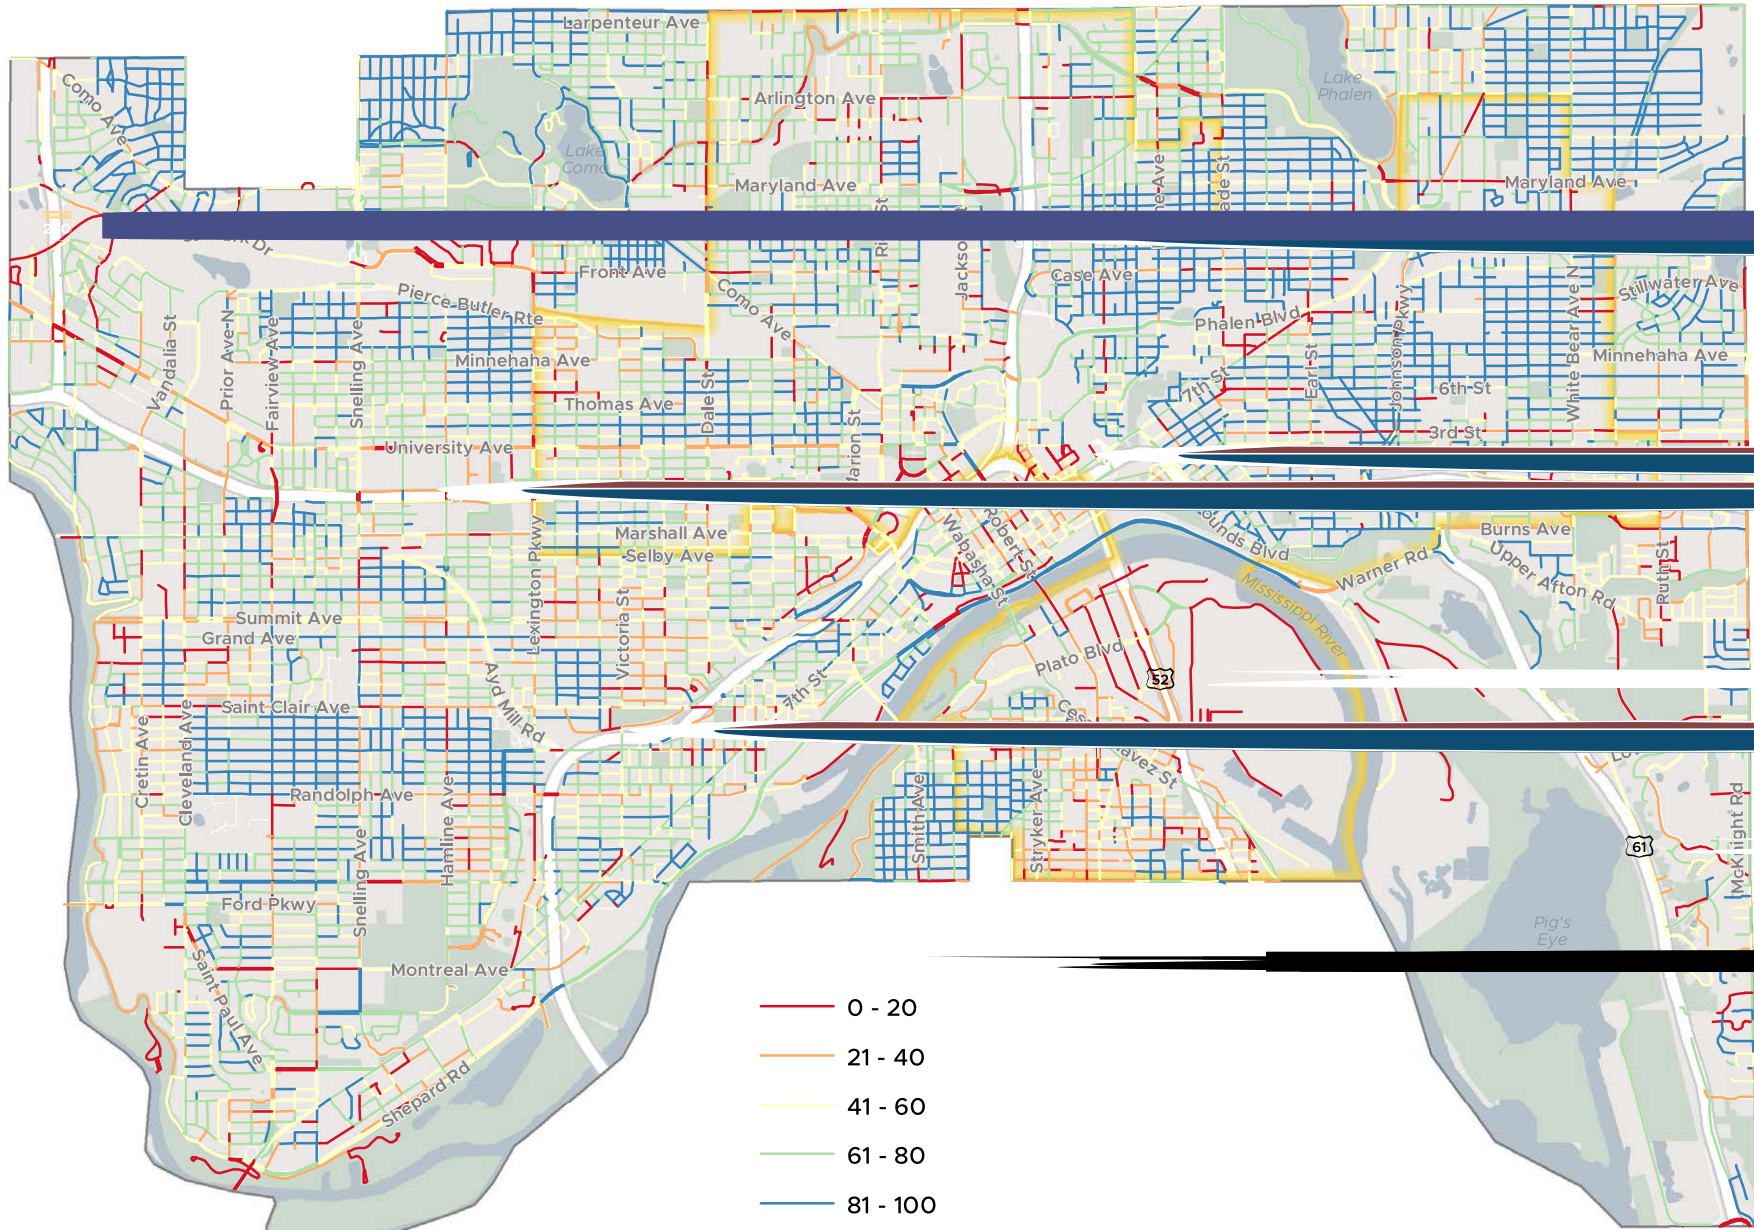 Larpenteur Ave
Como Ave
Lake
Phalen
Arlington Ave
Lake
Como
Maryland Ave
Maryland Ave
Front Ave
Case Ave
Stillwater Ave
Pierce Butler Rte
Como Ave
Jackson
Phalen Blvd
Johnson Pkwy
White Bear Ave N
Vandalia St
Prior Ave N
Fairview Ave
Snelling Ave
Minnehaha Ave
Minnehaha Ave
Dale St
Earl St
7th St
6th St
Thomas Ave
3rd St
University Ave
Marshall Ave
Selby Ave
Lexington Pkwy
Wabasha St
Robert St
Burns Ave
Warner Rd
Upper Afton Rd
Ruth St
Mississippi River
Summit Ave
Grand Ave
Victoria St
Plato Blvd
52
Ayd Mill Rd
7th St
Saint Clair Ave
Cretin Ave
Cleveland Ave
Randolph Ave
Hamline Ave
Smith Ave
Stryker Ave
McKnight Rd
61
Snelling Ave
Ford Pkwy
Pig's
Eye
Saint Paul Ave
Montreal Ave
Shepard Rd
0 - 20
21 - 40
41 - 60
61 - 80
81 - 100